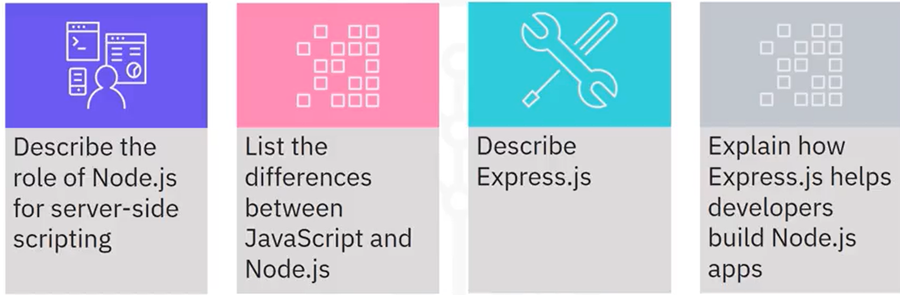 Describe the
role of Node.js
for server-side
scripting
List the
differences
between
JavaScript and
Node.js
Describe
Express.js
Explain how
Express.js helps
developers
build Node.js
apps